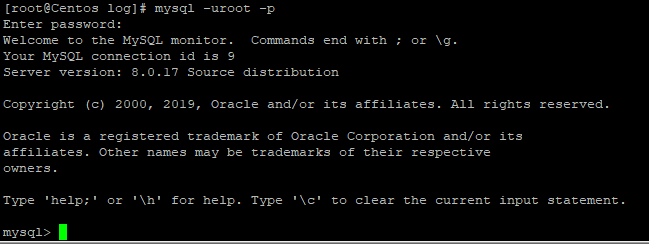 [root@Centos log]# mysql -uroot -p
Enter password:
Welcome to the MySQL monitor.  Commands end with ; or \g.
Your MySQL connection id is 9
Server version: 8.0.17 Source distribution
Copyright (c) 2000, 2019, Oracle and/or its affiliates. All rights reserved.
Oracle is a registered trademark of Oracle Corporation and/or its
affiliates. Other names may be trademarks of their respective
owners.
Type 'help;' or '\h' for help. Type '\c' to clear the current input statement.
mysql>